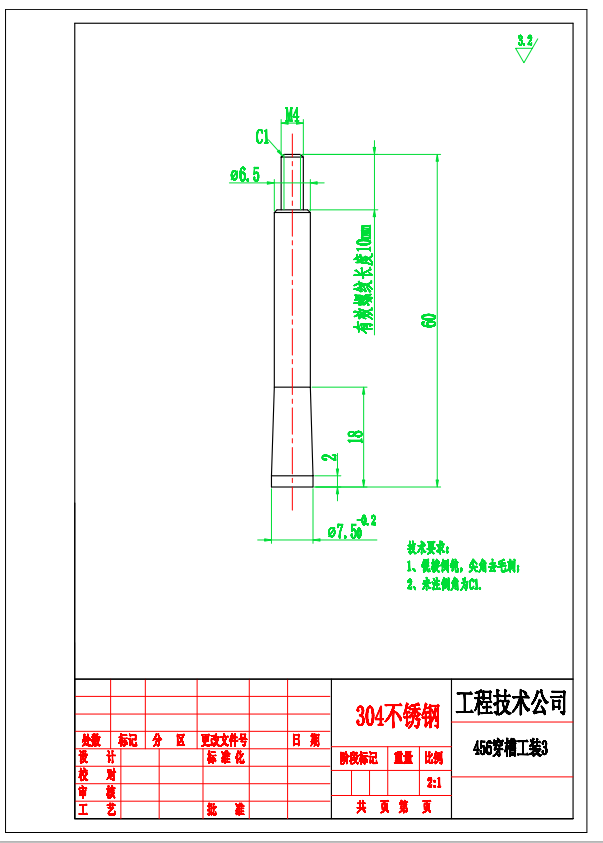 3.2
M4
C1
ø6.5
有效螺纹长度10mm
60
18
2
ø7.5
-0.2
0
技术要求:
1、锐棱倒钝，尖角去毛刺;
2、未注倒角为C1.
304不锈钢
工程技术公司
456穿槽工装3
处数 标记 分 区 更改文件号 日 期
设 计 标 准 化
校 对
审 核
工 艺 批 准
阶段标记 重量 比例
2:1
共 页 第 页